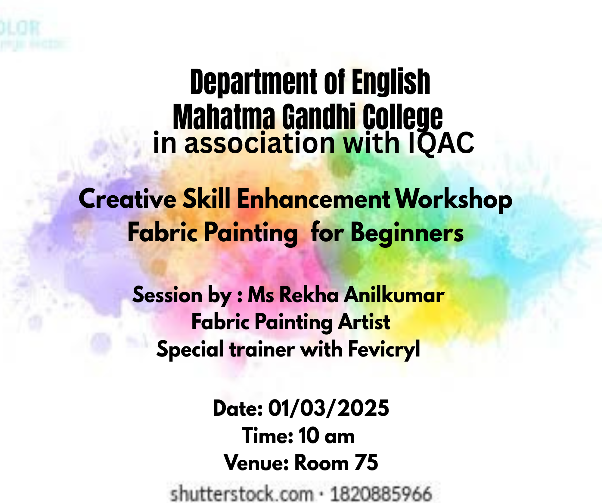 OLOR
Department of English
Mahatma Gandhi College
in association with IQAC
Creative Skill Enhancement Workshop
Fabric Painting for Beginners
Session by : Ms Rekha Anilkumar
Fabric Painting Artist
Special trainer with Fevicryl
Date: 01/03/2025
Time: 10 am
Venue: Room 75
shutterstock.com · 1820885966